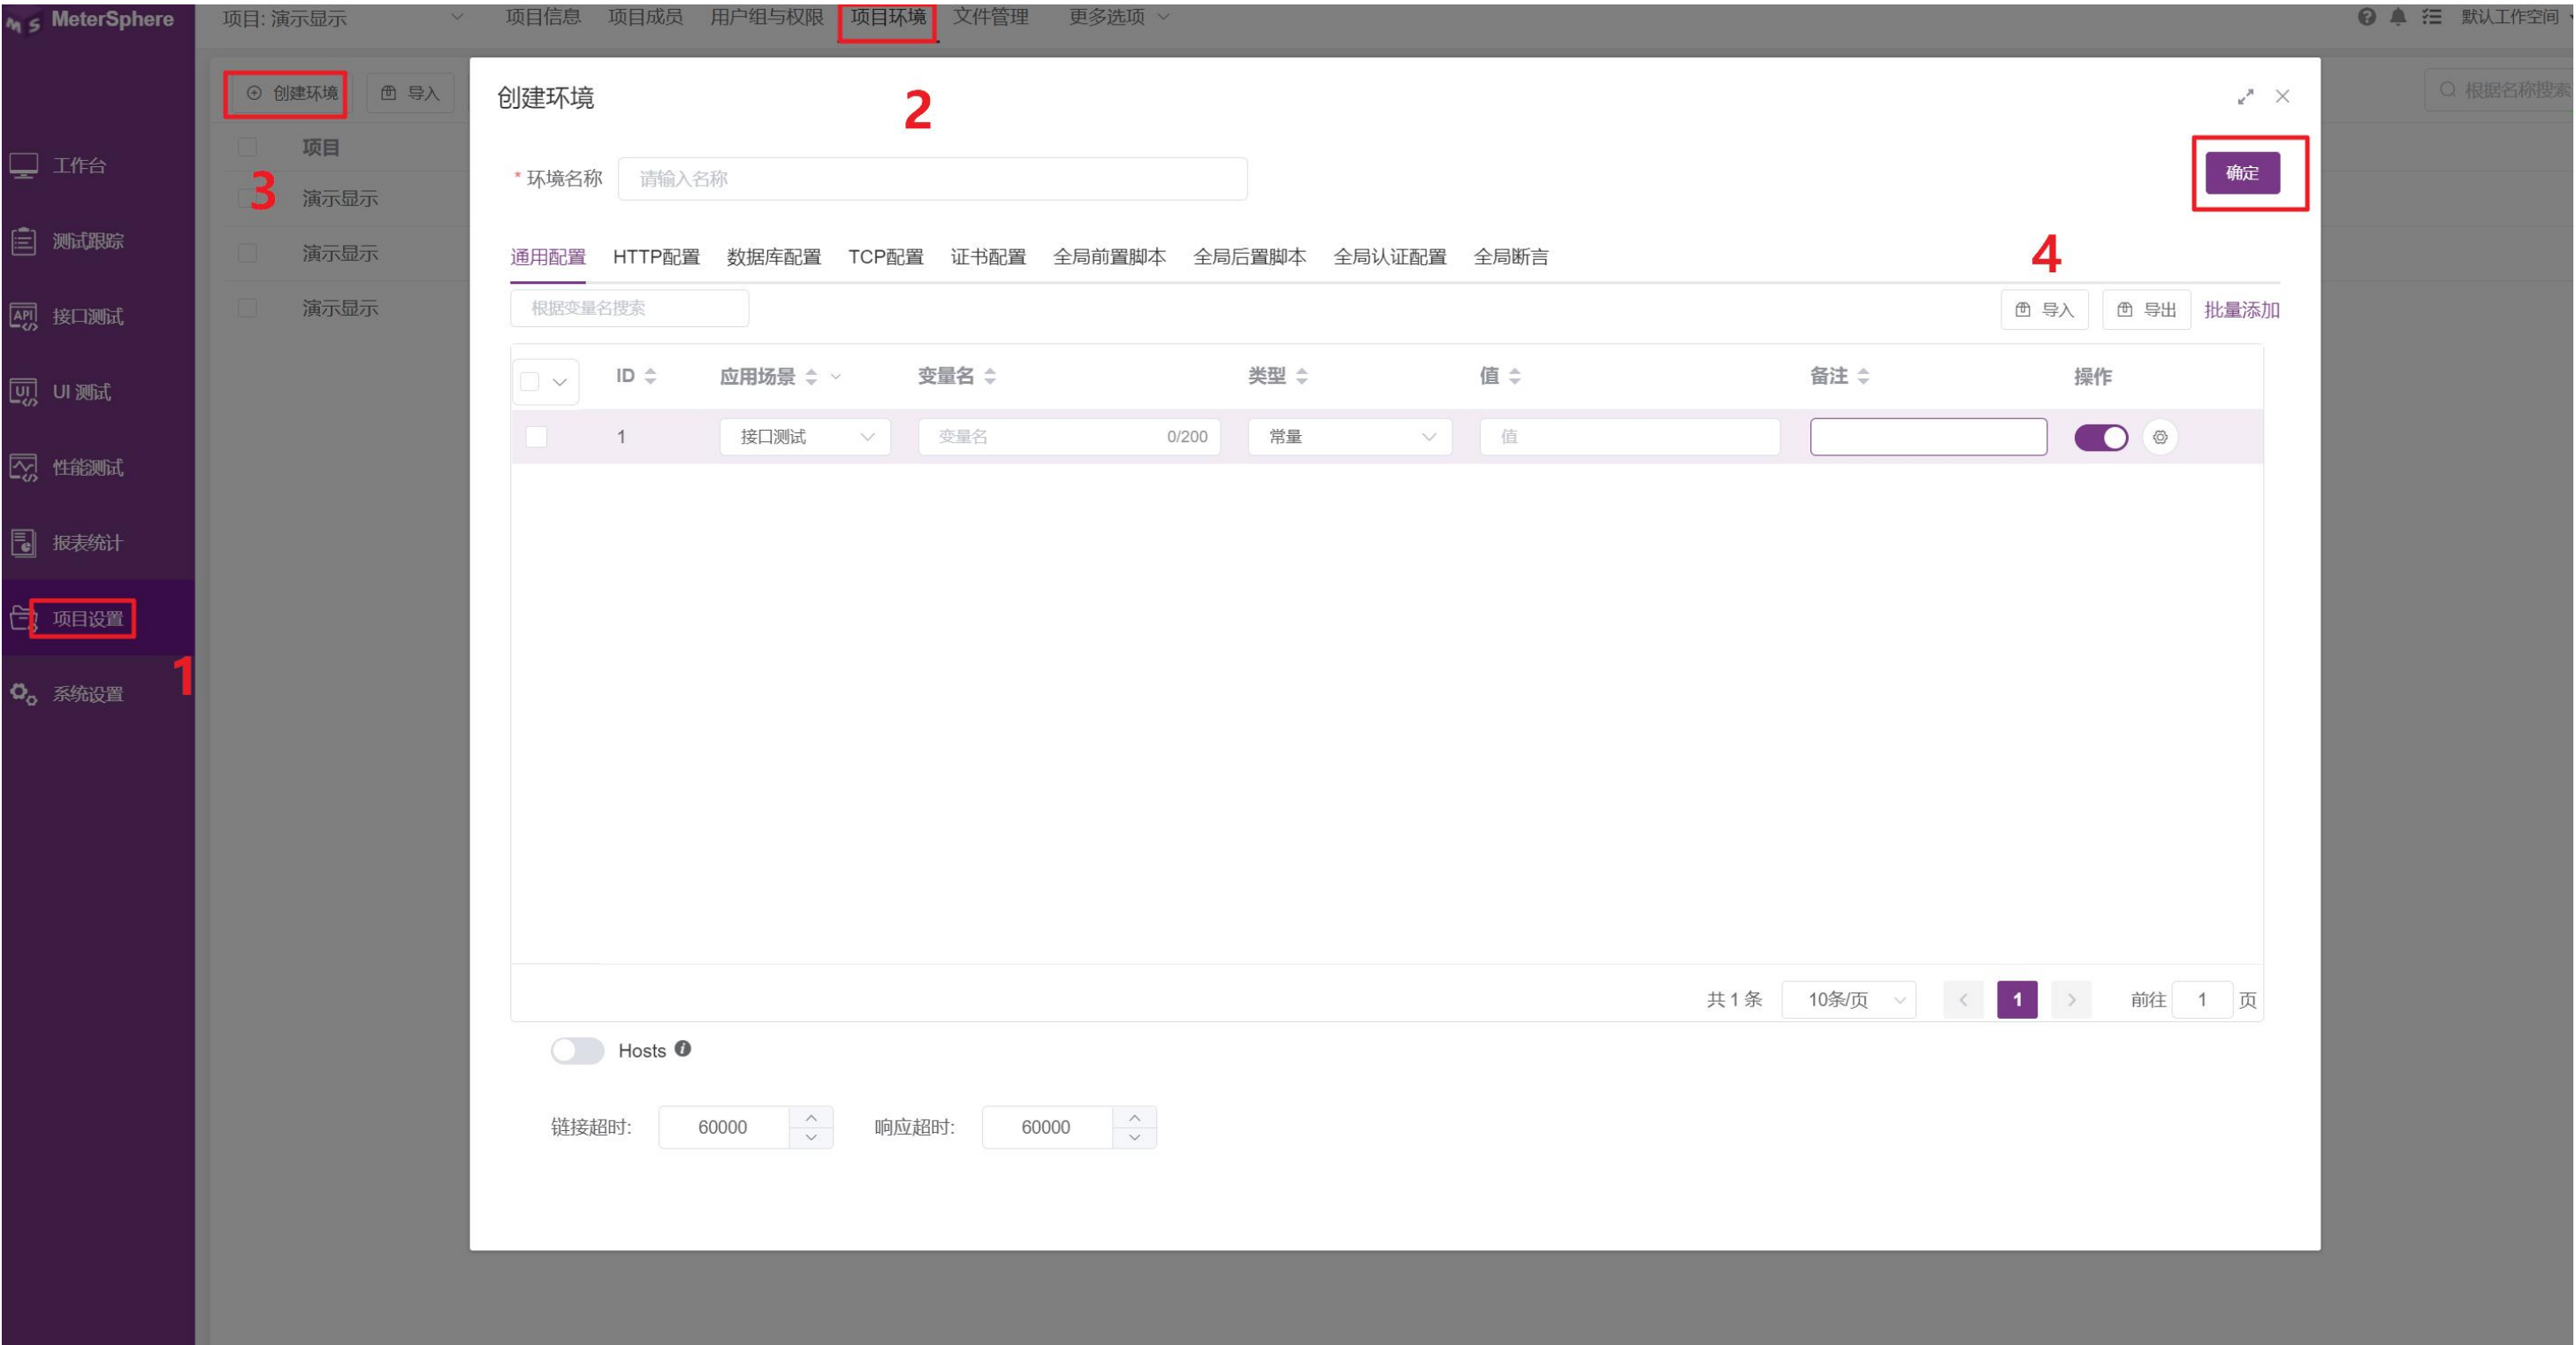 MS MeterSphere
项目: 演示显示
项目信息 项目成员 用户组与权限 项目环境 文件管理 更多选项
默认工作空间
工作台
测试跟踪
API 接口测试
UI UI 测试
性能测试
报表统计
项目设置
1
系统设置
创建环境 导入
根据名称搜索
项目
3
演示显示
演示显示
演示显示
创建环境
2
* 环境名称 请输入名称
确定
通用配置 HTTP配置 数据库配置 TCP配置 证书配置 全局前置脚本 全局后置脚本 全局认证配置 全局断言
4
根据变量名搜索
导入 导出 批量添加
ID 应用场景 变量名 类型 值 备注 操作
1 接口测试 变量名 0/200 常量 值
共 1 条 10条/页 < 1 > 前往 1 页
Hosts
链接超时: 60000 响应超时: 60000